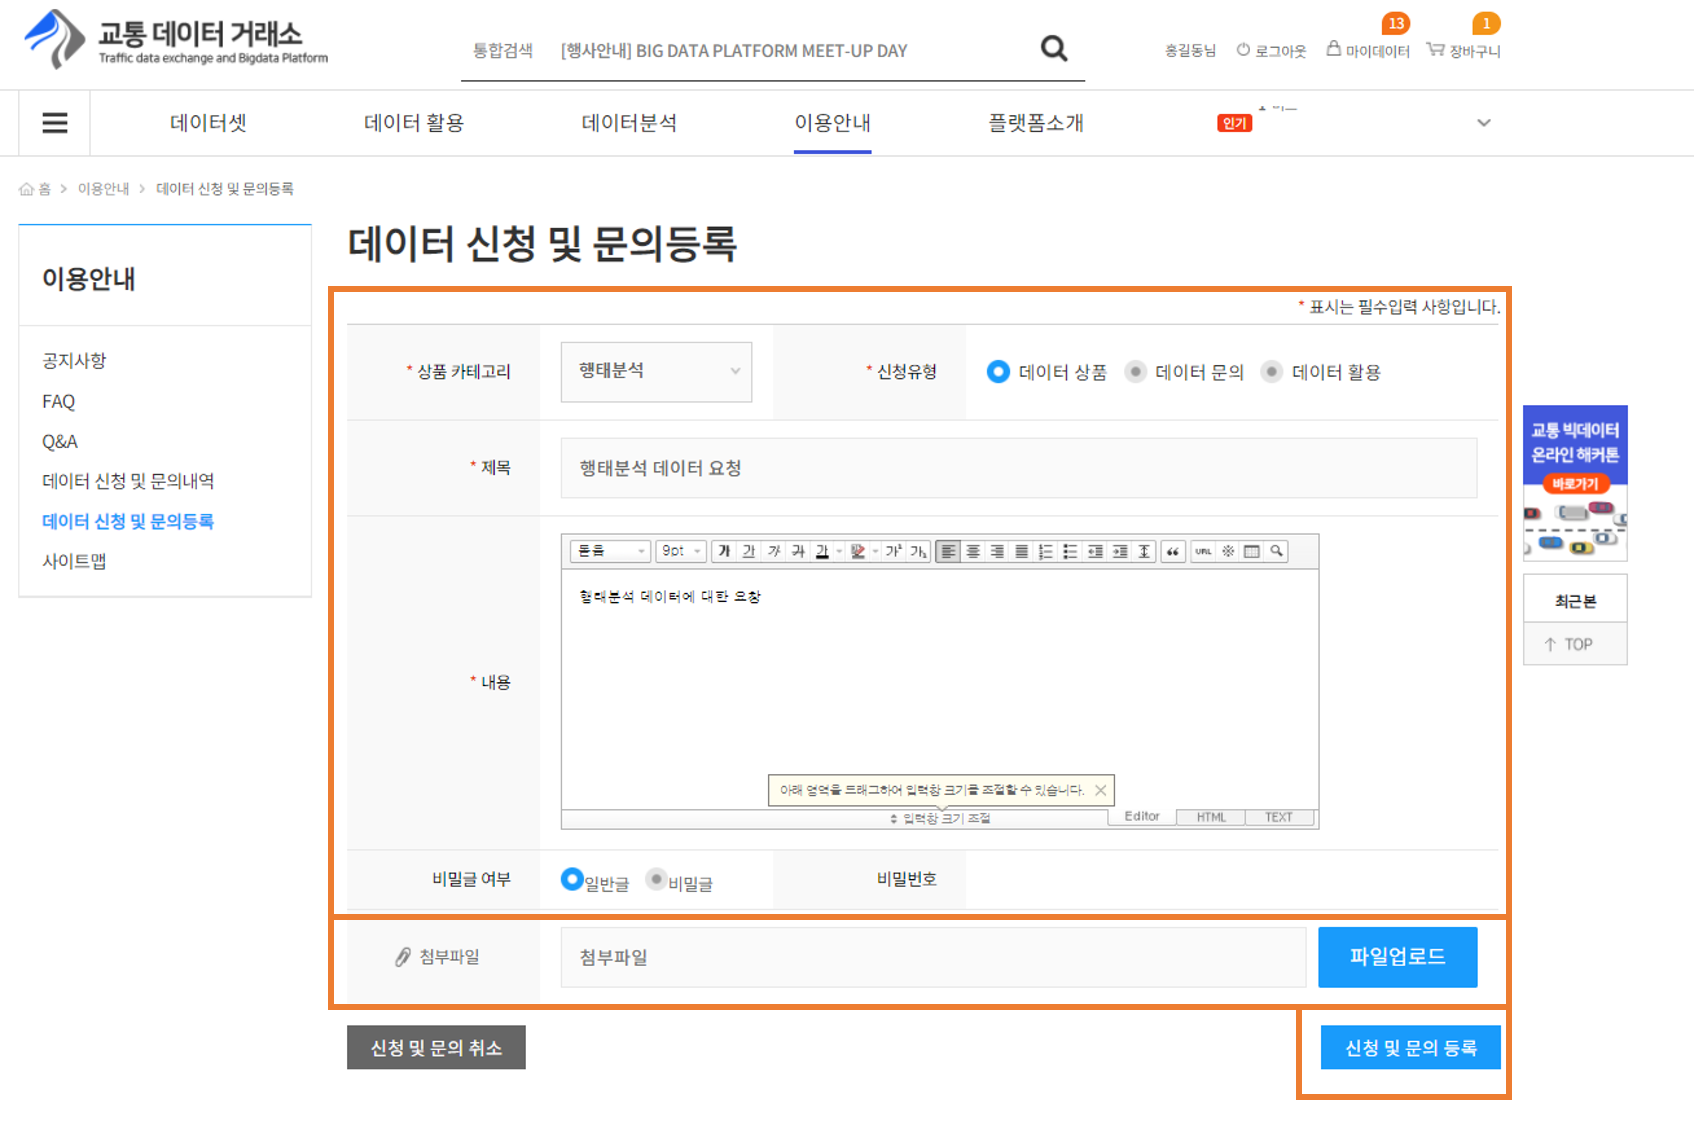 교통 데이터 거래소
Traffic data exchange and Bigdata Platform
통합검색 [행사안내] BIG DATA PLATFORM MEET-UP DAY
홍길동님 로그아웃 마이데이터 13 장바구니 1
데이터셋 데이터 활용 데이터분석 이용안내 플랫폼소개 인기
홈 > 이용안내 > 데이터 신청 및 문의등록
이용안내
공지사항
FAQ
Q&A
데이터 신청 및 문의내역
데이터 신청 및 문의등록
사이트맵
데이터 신청 및 문의등록
* 표시는 필수입력 사항입니다.
* 상품 카테고리 행태분석 * 신청유형 데이터 상품 데이터 문의 데이터 활용
* 제목 행태분석 데이터 요청
* 내용
돋움 9pt 가 가 가 가 가 가¹ 가₁ URL
행태분석 데이터에 대한 요창
아래 영역을 드래그하여 입력창 크기를 조절할 수 있습니다.
입력창 크기 조절 Editor HTML TEXT
비밀글 여부 일반글 비밀글 비밀번호
첨부파일 첨부파일 파일업로드
신청 및 문의 취소 신청 및 문의 등록
교통 빅데이터
온라인 해커톤
바로가기
최근본
↑ TOP